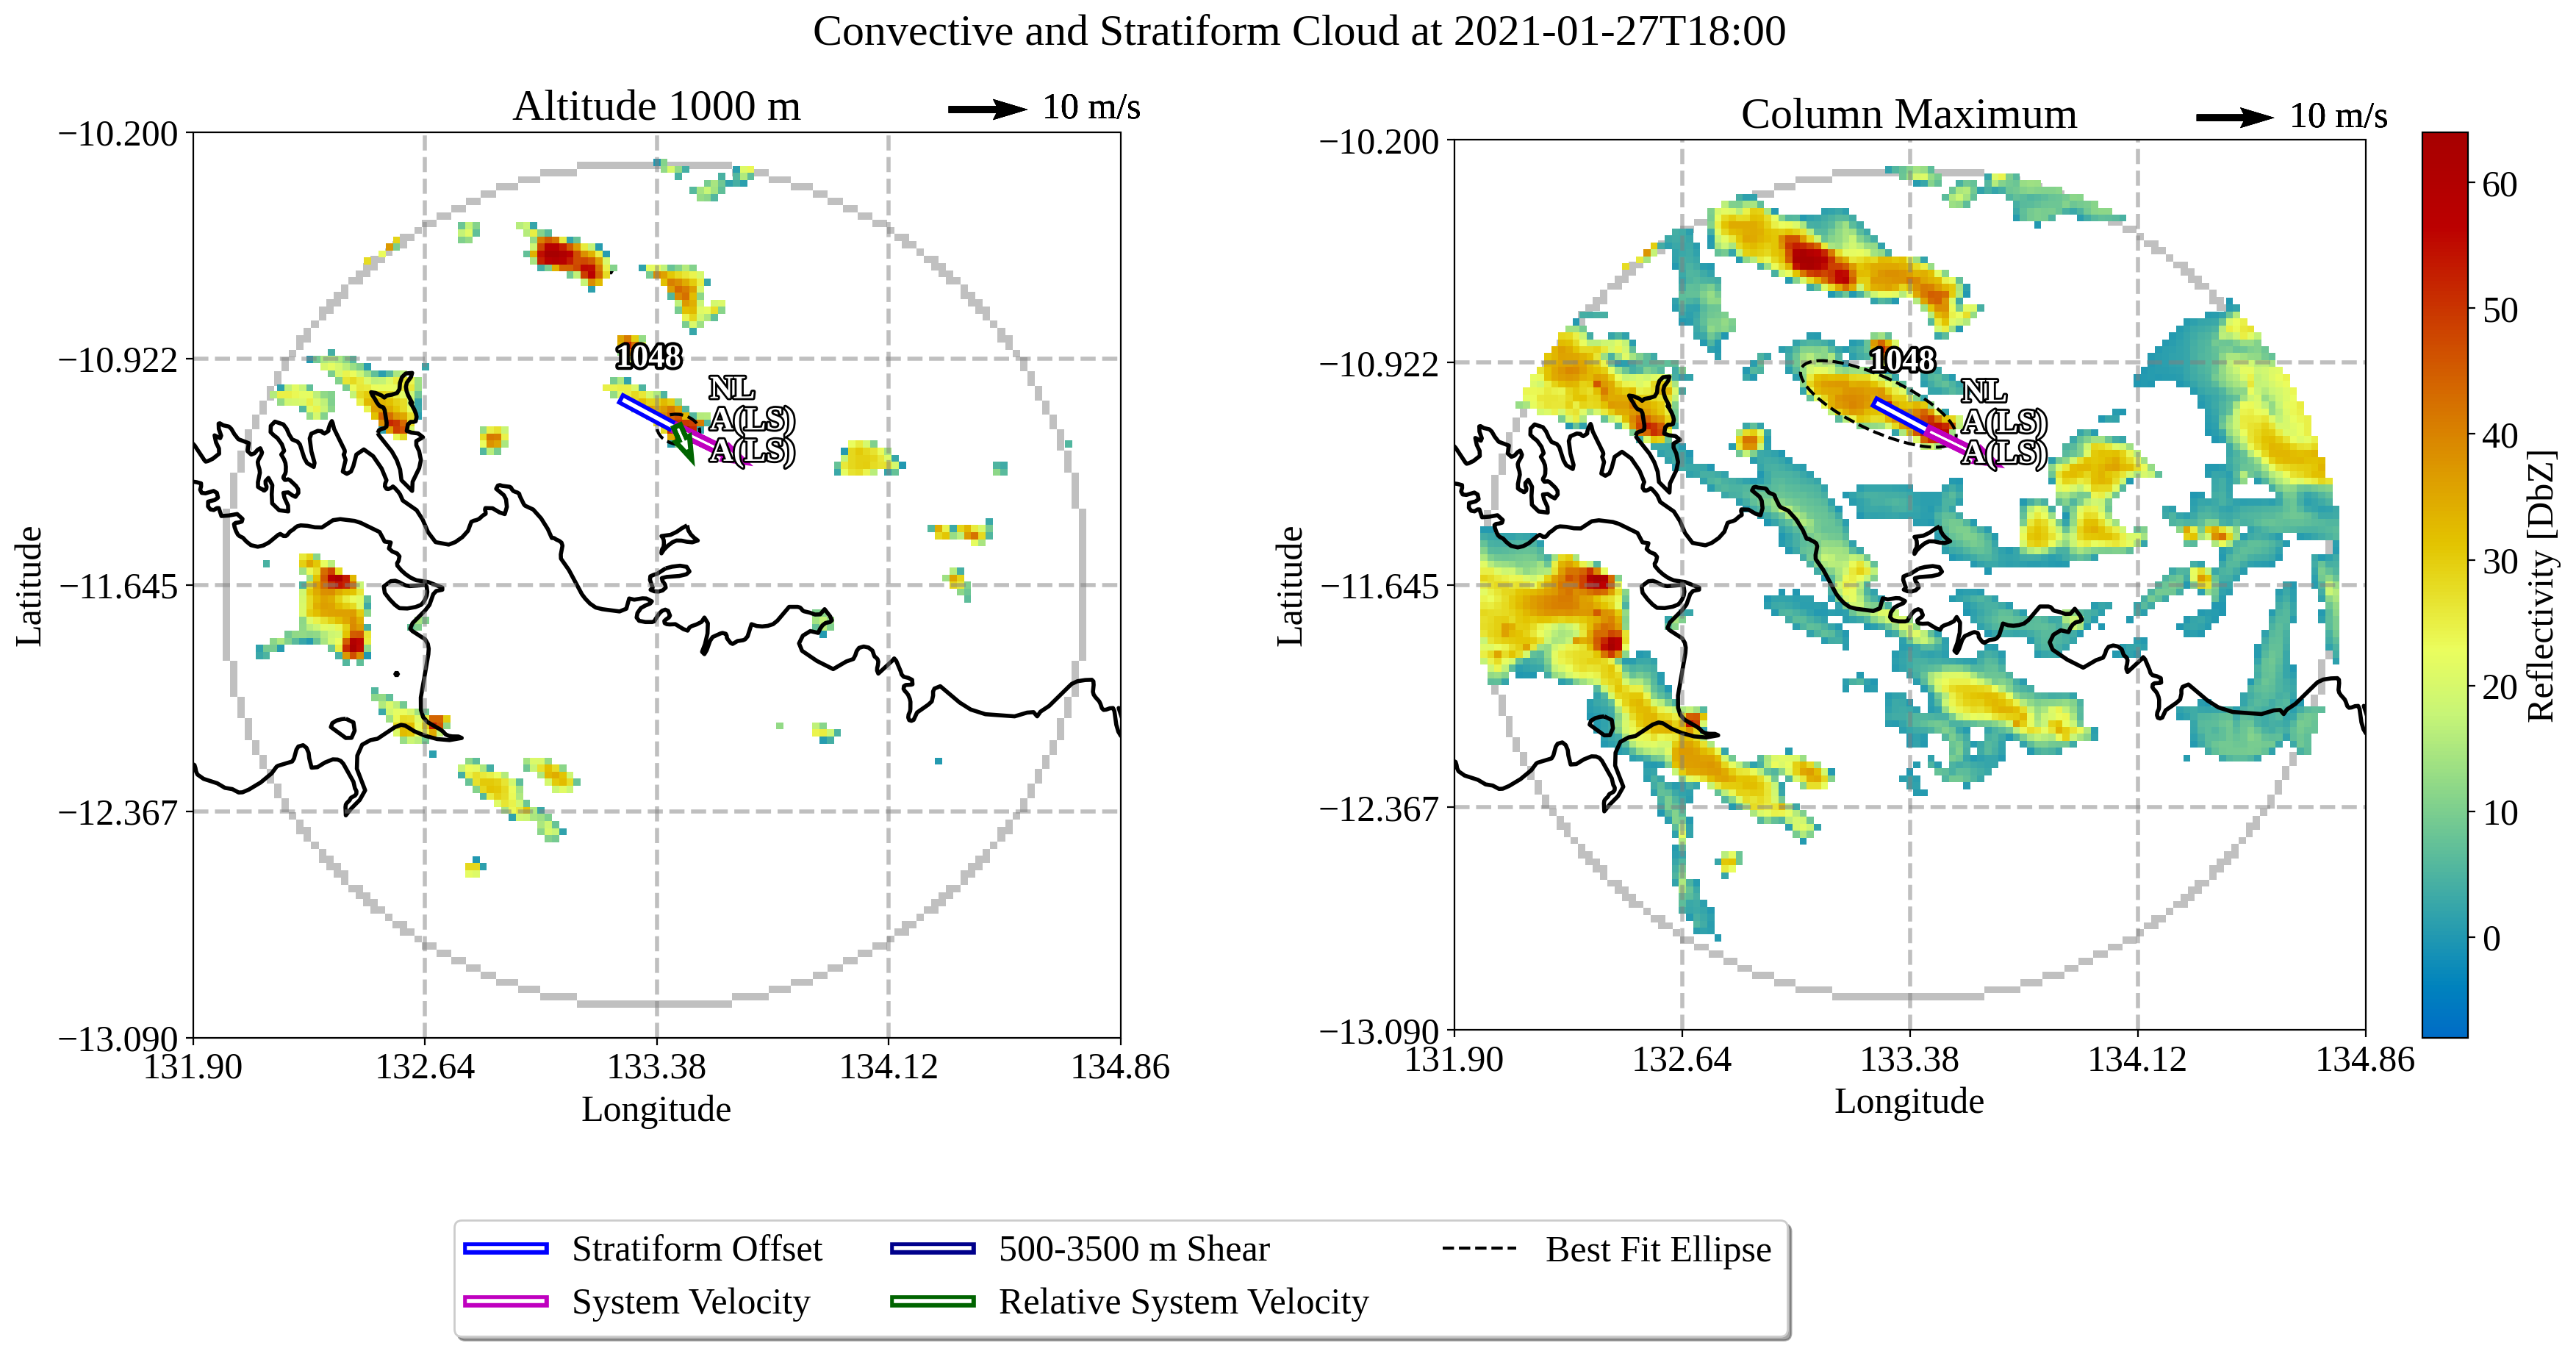 Convective and Stratiform Cloud at 2021-01-27T18:00
Altitude 1000 m
10 m/s
−10.200
−10.922
−11.645
−12.367
−13.090
131.90
132.64
133.38
134.12
134.86
Latitude
Longitude
1048
NL
A(LS)
A(LS)
Column Maximum
10 m/s
−10.200
−10.922
−11.645
−12.367
−13.090
131.90
132.64
133.38
134.12
134.86
Latitude
Longitude
1048
NL
A(LS)
A(LS)
60
50
40
30
20
10
0
Reflectivity [DbZ]
Stratiform Offset
System Velocity
500-3500 m Shear
Relative System Velocity
Best Fit Ellipse